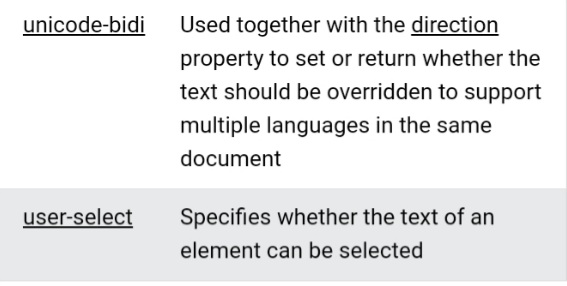 unicode-bidi Used together with the direction
property to set or return whether the
text should be overridden to support
multiple languages in the same
document
user-select Specifies whether the text of an
element can be selected